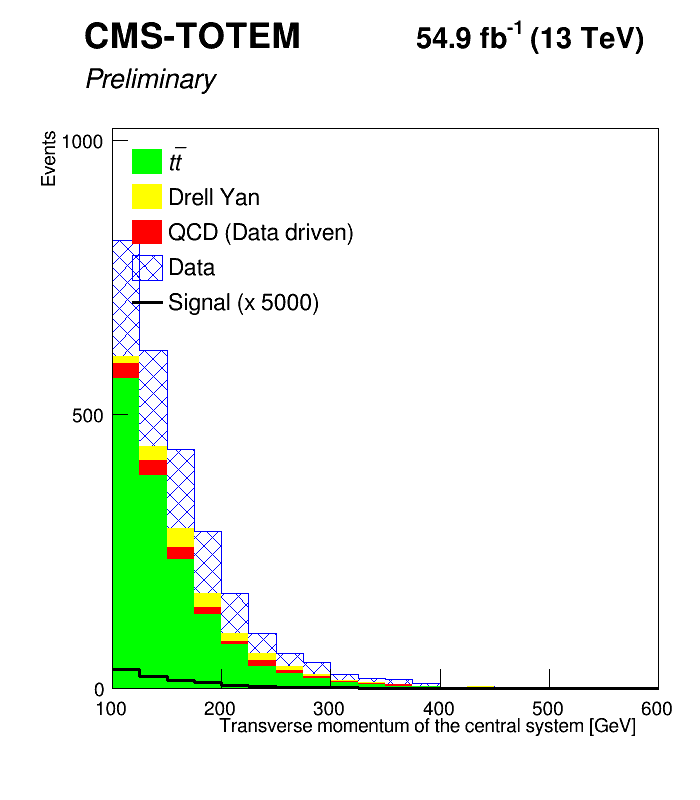 CMS-TOTEM 54.9 fb⁻¹ (13 TeV)
Preliminary
Events
1000
tt̅
Drell Yan
QCD (Data driven)
Data
Signal (x 5000)
500
0
100 200 300 400 500 600
Transverse momentum of the central system [GeV]